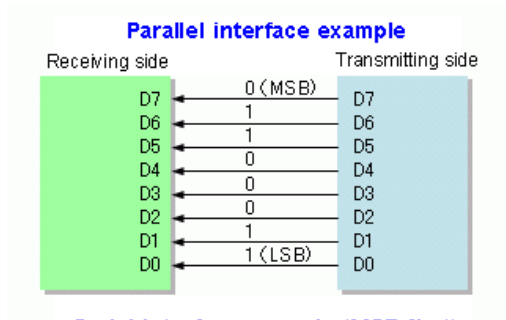 Parallel interface example
Receiving side Transmitting side
D7 0(MSB) D7
D6 1 D6
D5 1 D5
D4 0 D4
D3 0 D3
D2 0 D2
D1 1 D1
D0 1(LSB) D0